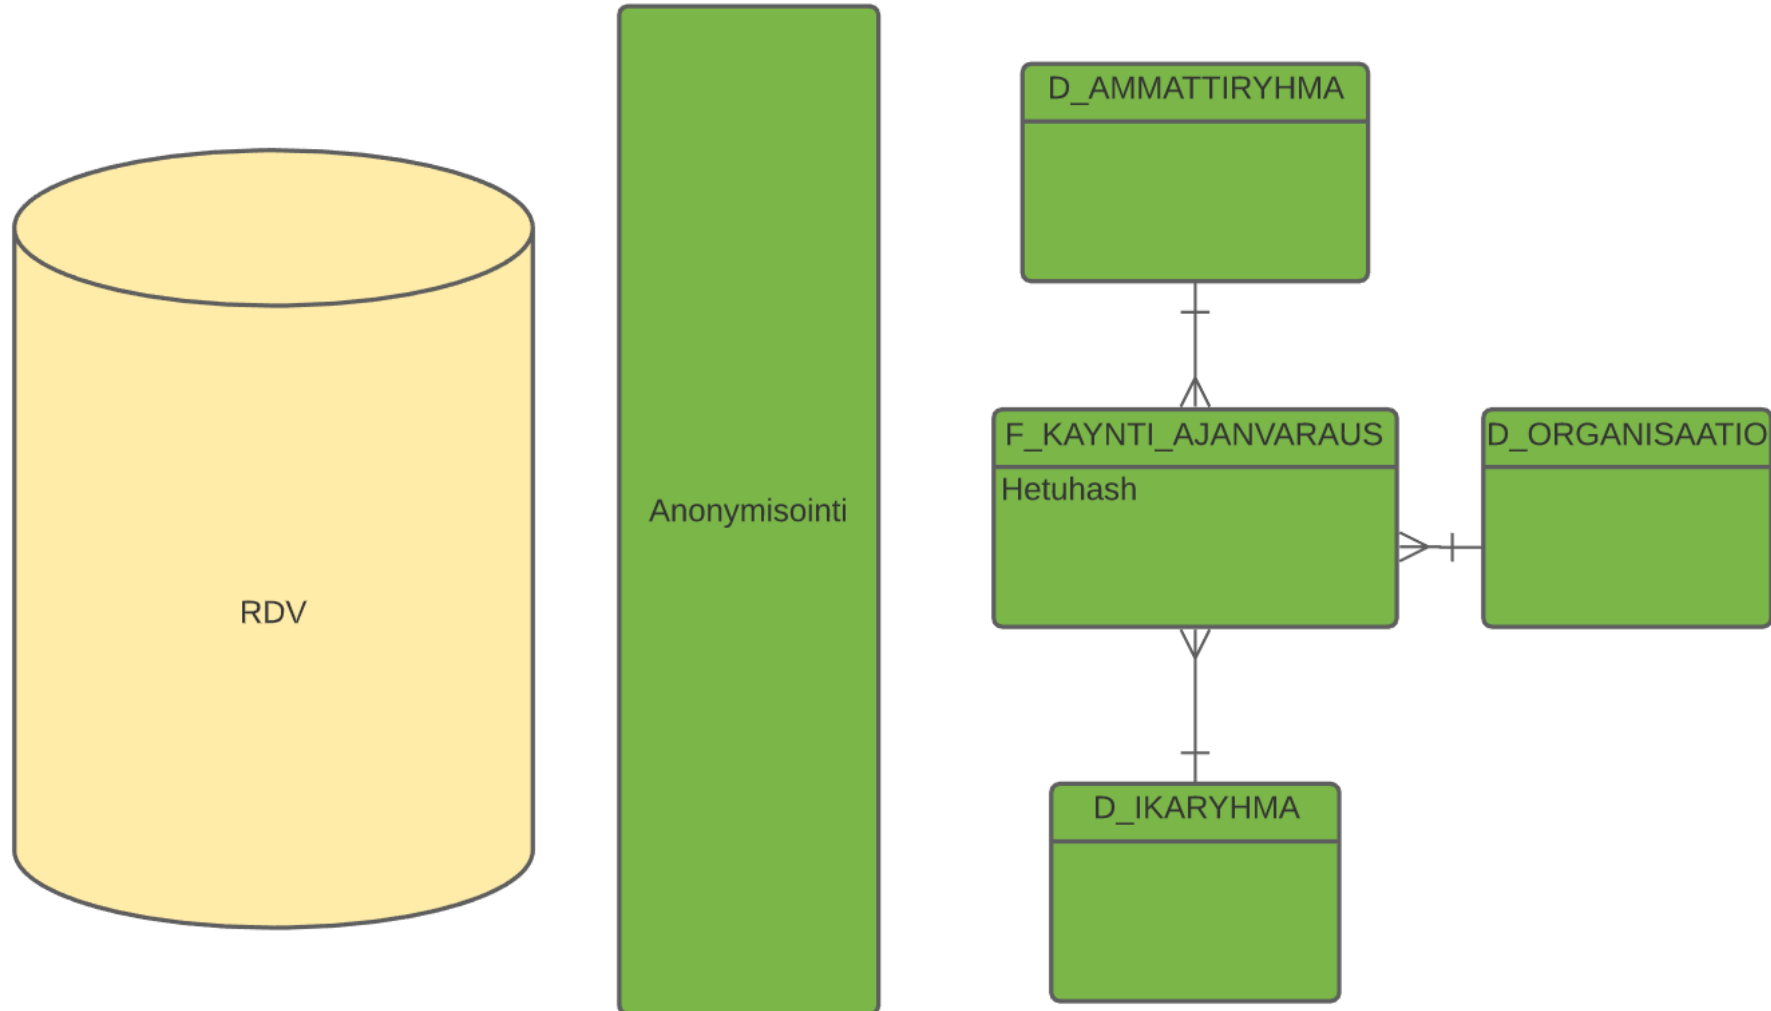 RDV
Anonymisointi
D_AMMATTIRYHMA
F_KAYNTI_AJANVARAUS
Hetuhash
D_ORGANISAATIO
D_IKARYHMA